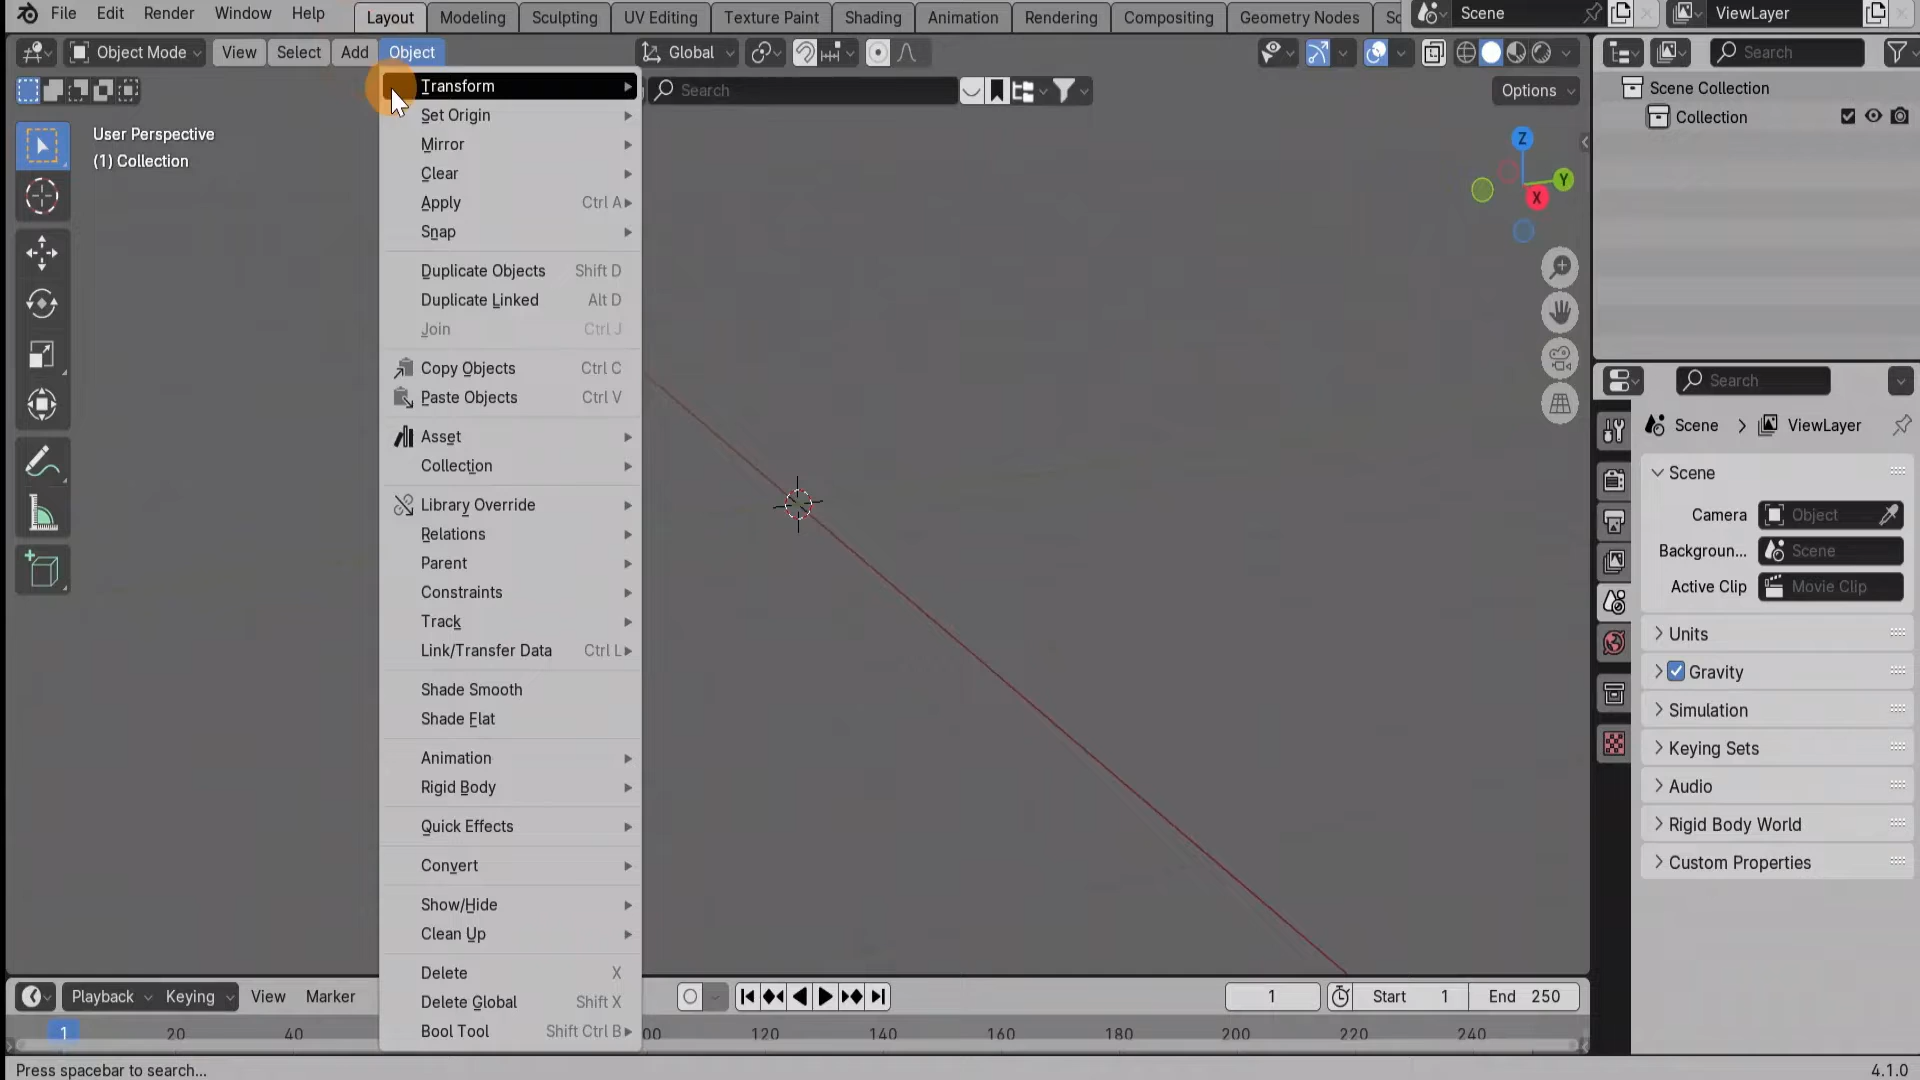 File Edit Render Window Help Layout Modeling Sculpting UV Editing Texture Paint Shading Animation Rendering Compositing Geometry Nodes Sc Scene ViewLayer
Object Mode View Select Add Object Global Search
Search Options
Transform
Set Origin
Mirror
Clear
Apply Ctrl A
Snap
Duplicate Objects Shift D
Duplicate Linked Alt D
Join Ctrl J
Copy Objects Ctrl C
Paste Objects Ctrl V
Asset
Collection
Library Override
Relations
Parent
Constraints
Track
Link/Transfer Data Ctrl L
Shade Smooth
Shade Flat
Animation
Rigid Body
Quick Effects
Convert
Show/Hide
Clean Up
Delete X
Delete Global Shift X
Bool Tool Shift Ctrl B
User Perspective
(1) Collection
Z
Y
X
Scene Collection
Collection
Search
Scene ViewLayer
Scene
Camera Object
Backgroun... Scene
Active Clip Movie Clip
Units
Gravity
Simulation
Keying Sets
Audio
Rigid Body World
Custom Properties
Playback Keying View Marker 1 Start 1 End 250
1 20 40 00 120 140 160 180 200 220 240
Press spacebar to search... 4.1.0